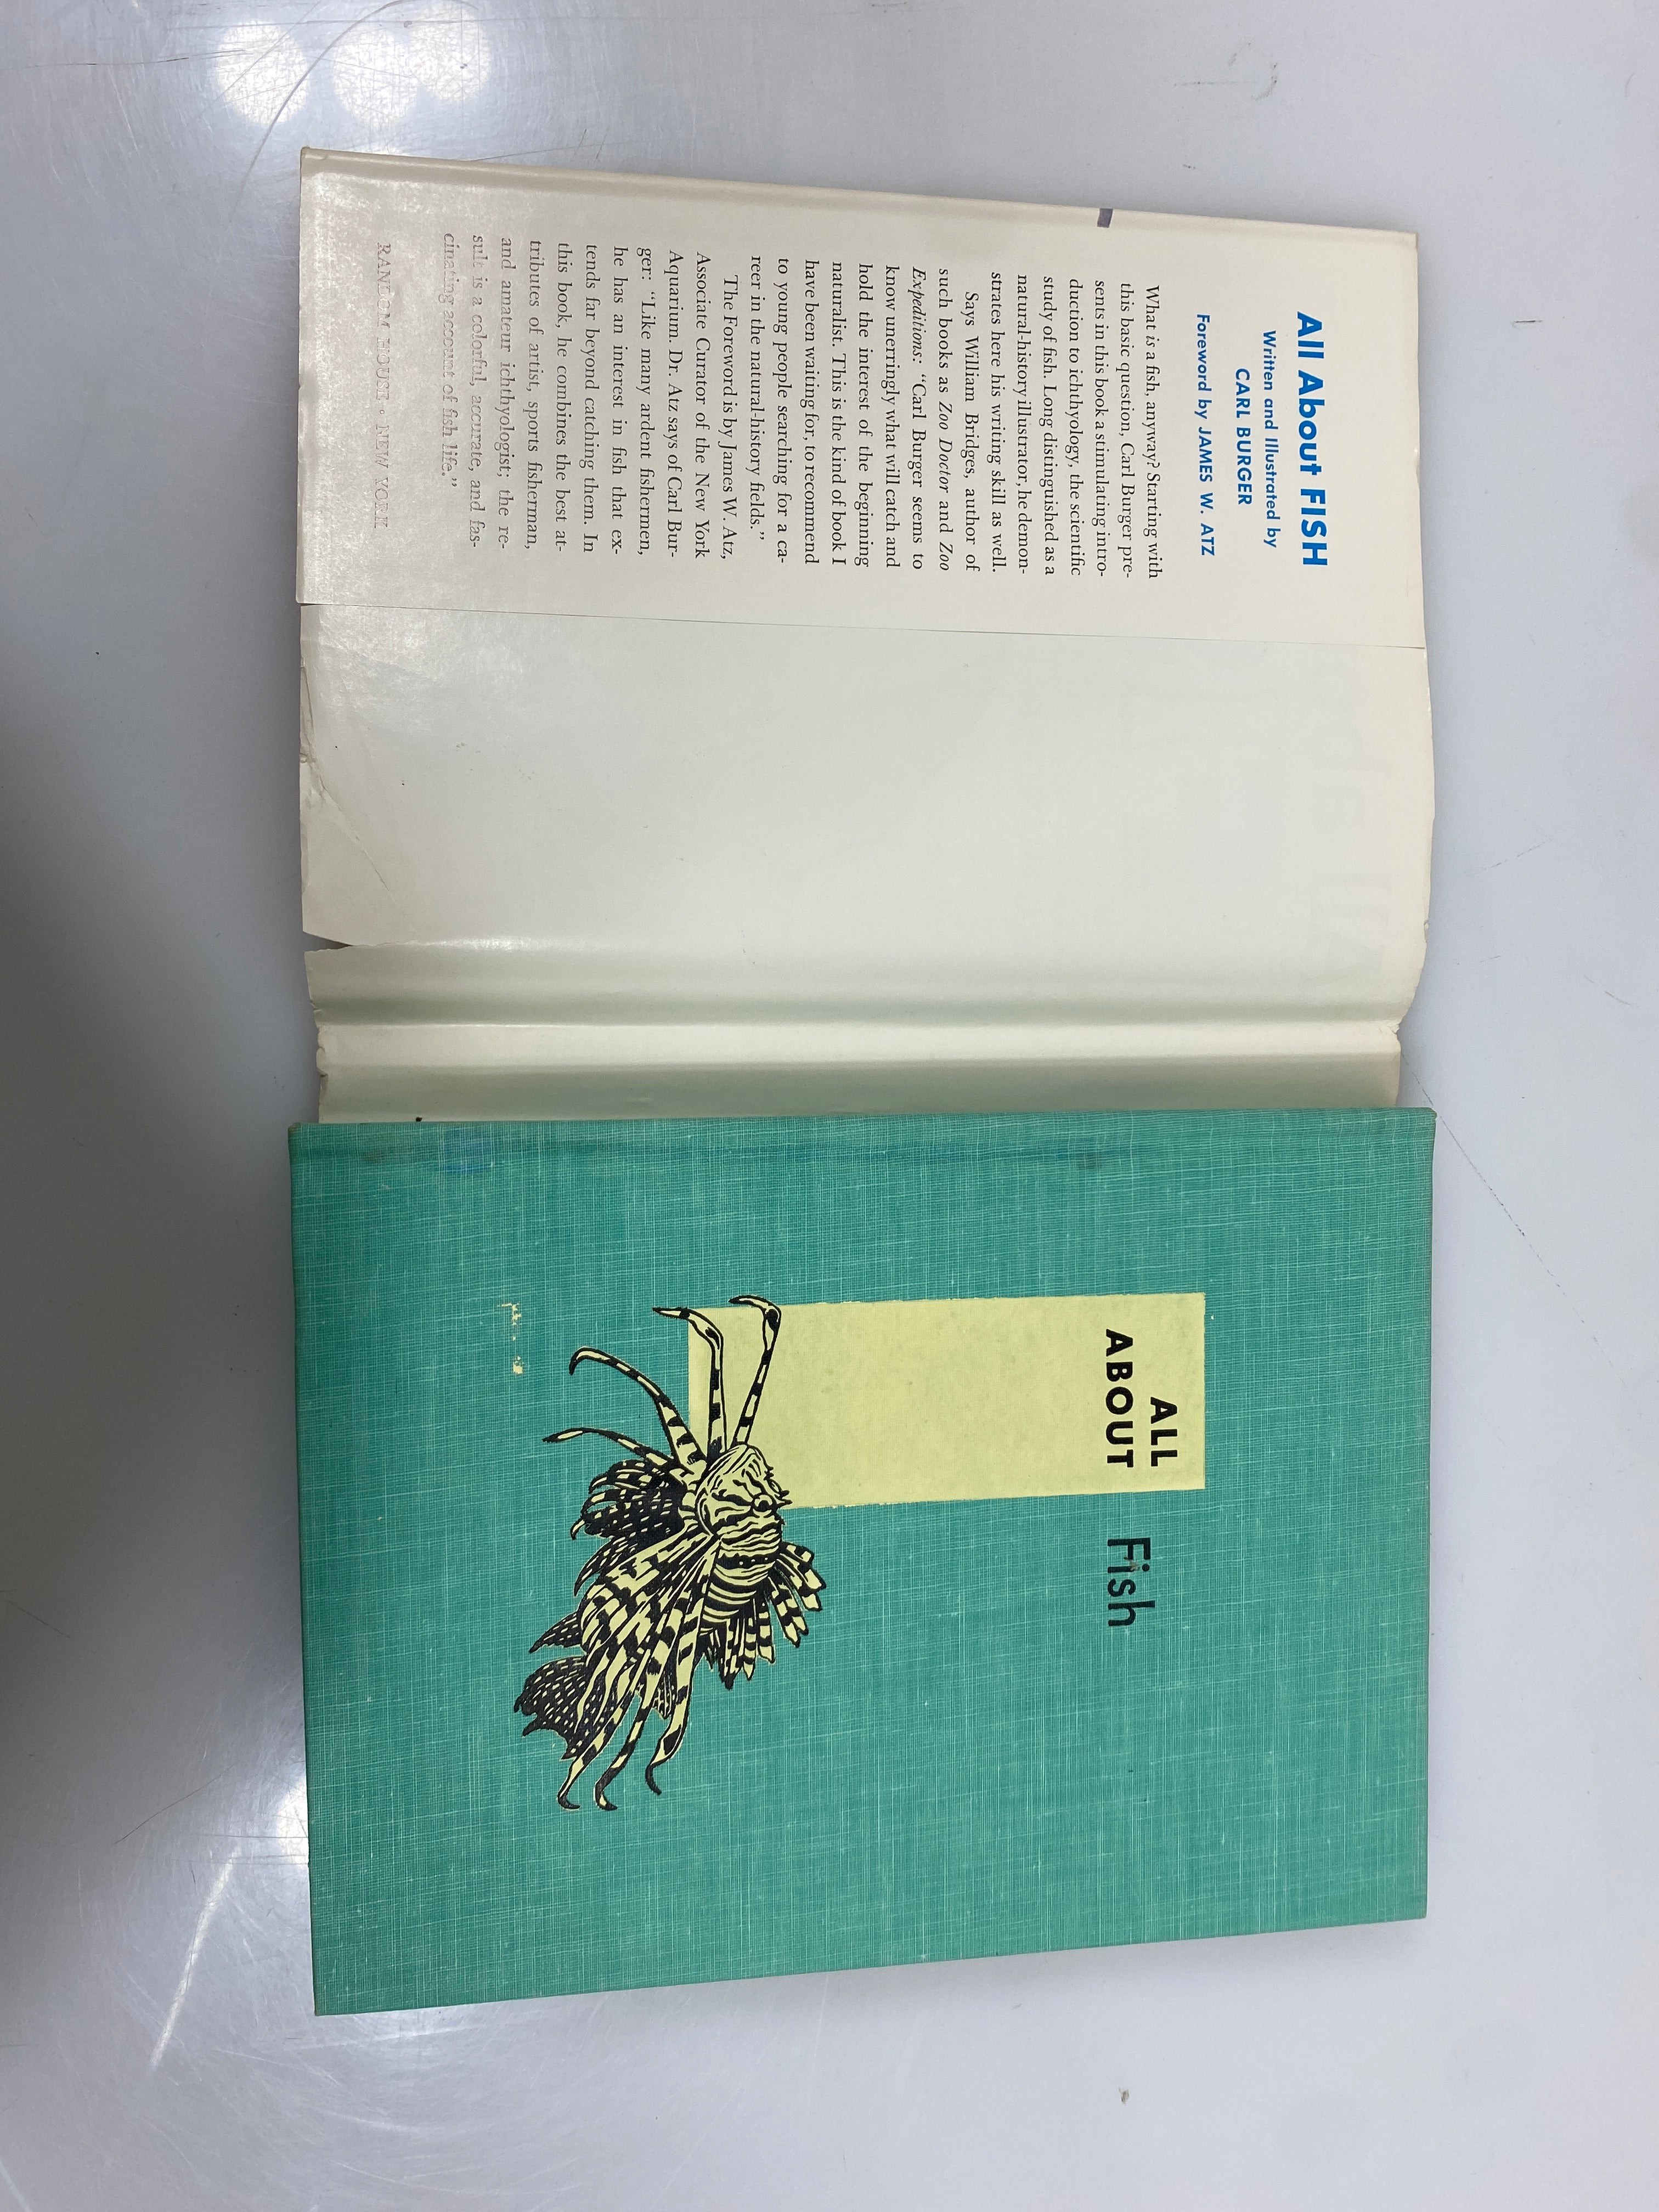 All About FISH
Written and Illustrated by
CARL BURGER
Foreword by JAMES W. ATZ
What is a fish, anyway? Starting with
this basic question, Carl Burger pre-
sents in this book a stimulating intro-
duction to ichthyology, the scientific
study of fish. Long distinguished as a
natural-history illustrator, he demon-
strates here his writing skill as well.
Says William Bridges, author of
such books as Zoo Doctor and Zoo
Expeditions: “Carl Burger seems to
know unerringly what will catch and
hold the interest of the beginning
naturalist. This is the kind of book I
have been waiting for, to recommend
to young people searching for a ca-
reer in the natural-history fields.”
The Foreword is by James W. Atz,
Associate Curator of the New York
Aquarium. Dr. Atz says of Carl Bur-
ger: “Like many ardent fishermen,
he has an interest in fish that ex-
tends far beyond catching them. In
this book, he combines the best at-
tributes of artist, sports fisherman,
and amateur ichthyologist; the re-
sult is a colorful, accurate, and fas-
cinating account of fish life.”
RANDOM HOUSE • NEW YORK
ALL
ABOUT Fish